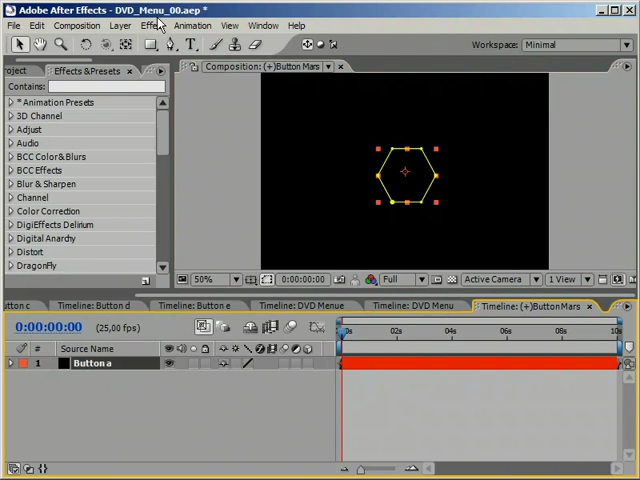 Adobe After Effects - DVD_Menu_00.aep *
File Edit Composition Layer Effe Animation View Window Help
Workspace: Minimal
roject Effects & Presets
Composition: (+)Button Mars
Contains:
* Animation Presets
3D Channel
Adjust
Audio
BCC Color & Blurs
BCC Effects
Blur & Sharpen
Channel
Color Correction
DigiEffects Delirium
Digital Anarchy
Distort
DragonFly
50% 0:00:00:00 Full Active Camera 1 View
utton c Timeline: Button d Timeline: Button e Timeline: DVD Menue Timeline: DVD Menu Timeline: (+)Button Mars
0:00:00:00 (25,00 fps)
0s 02s 04s 06s 08s 10s
# Source Name
1 Button a